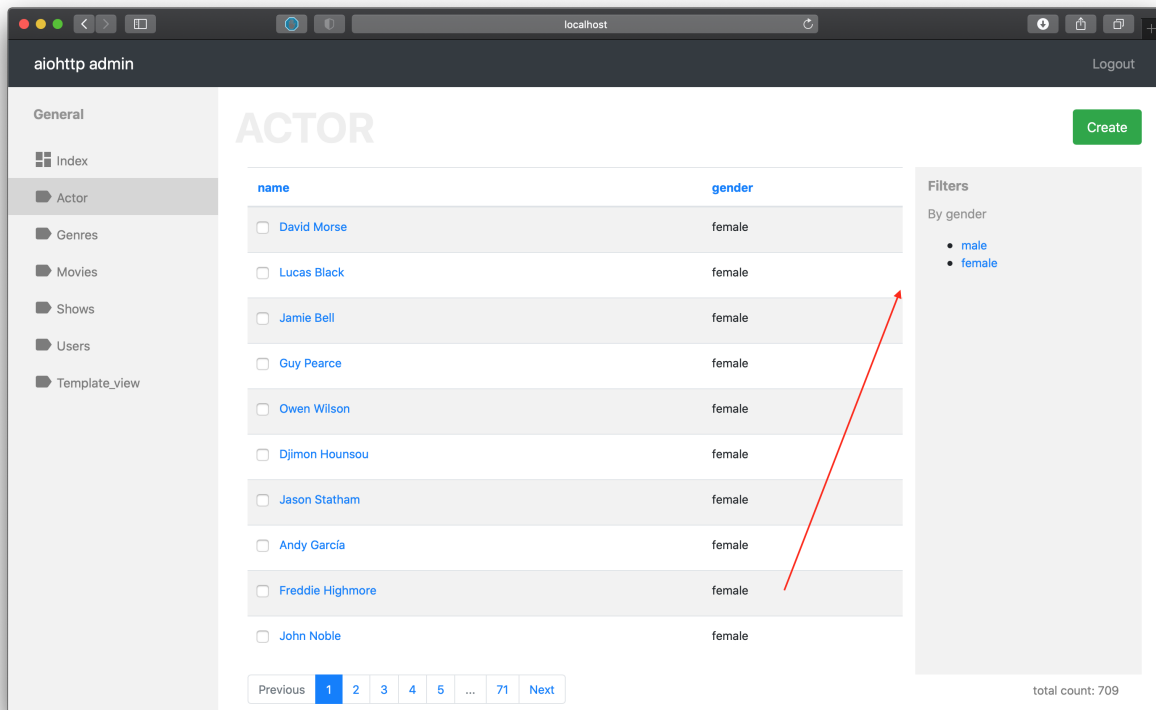 localhost
aiohttp admin
Logout
General
Index
Actor
Genres
Movies
Shows
Users
Template_view
ACTOR
Create
name gender
David Morse female
Lucas Black female
Jamie Bell female
Guy Pearce female
Owen Wilson female
Djimon Hounsou female
Jason Statham female
Andy García female
Freddie Highmore female
John Noble female
Previous 1 2 3 4 5 ... 71 Next
Filters
By gender
male
female
total count: 709